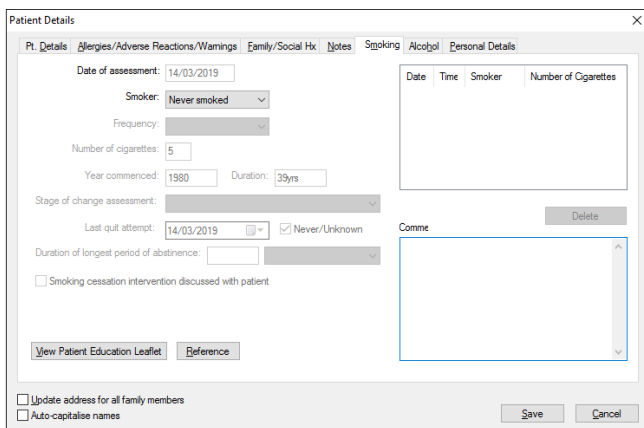 Patient Details
Pt. Details Allergies/Adverse Reactions/Warnings Family/Social Hx Notes Smoking Alcohol Personal Details
Date of assessment: 14/03/2019
Smoker: Never smoked
Frequency:
Number of cigarettes: 5
Year commenced: 1980 Duration: 39yrs
Stage of change assessment:
Last quit attempt: 14/03/2019 Never/Unknown
Duration of longest period of abstinence:
Smoking cessation intervention discussed with patient
View Patient Education Leaflet Reference
Date Time Smoker Number of Cigarettes
Delete
Comme
Update address for all family members
Auto-capitalise names
Save Cancel